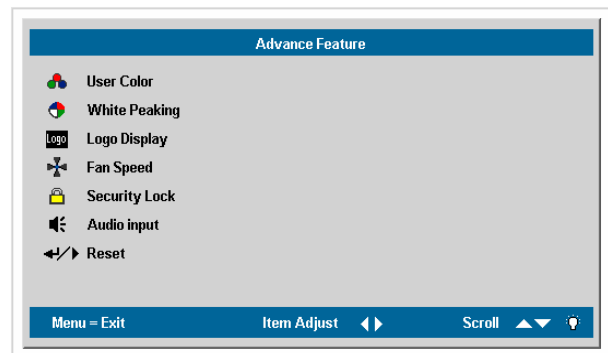 Advance Feature
User Color
White Peaking
Logo Logo Display
Fan Speed
Security Lock
Audio input
Reset
Menu = Exit Item Adjust Scroll